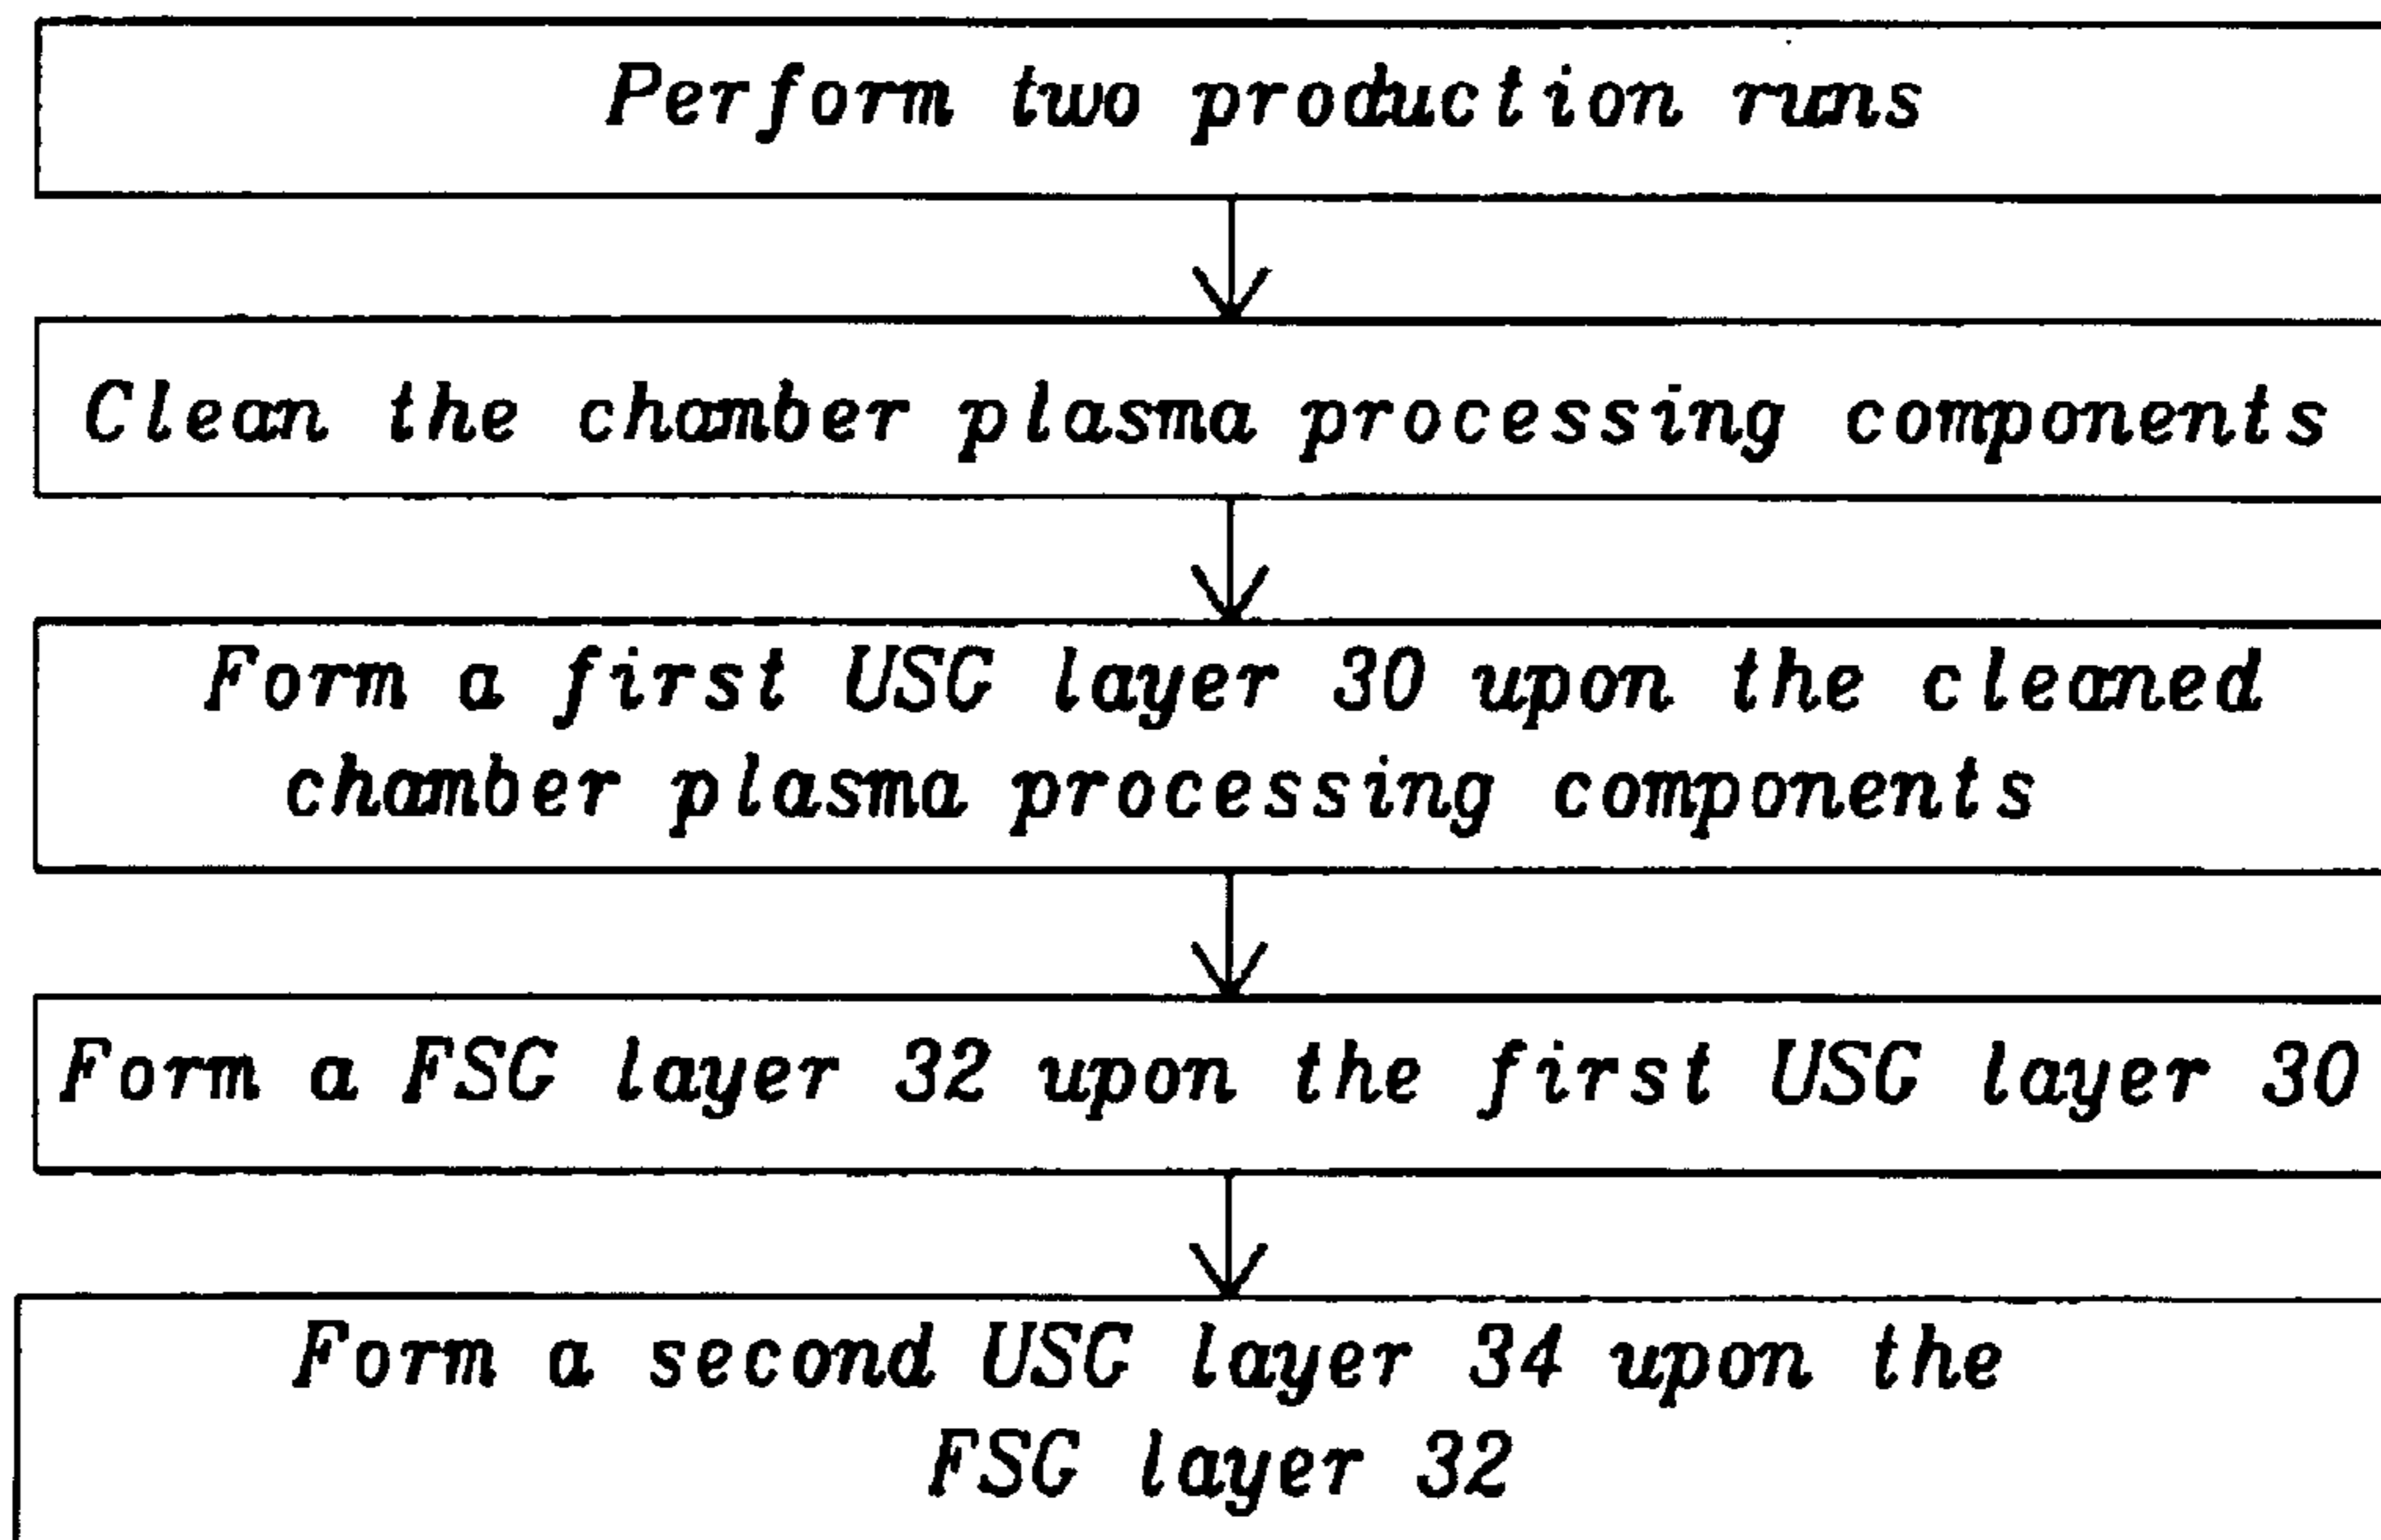 Perform two production runs
Clean the chamber plasma processing components
Form a first USG layer 30 upon the cleaned
chamber plasma processing components
Form a FSG layer 32 upon the first USG layer 30
Form a second USG layer 34 upon the
FSG layer 32